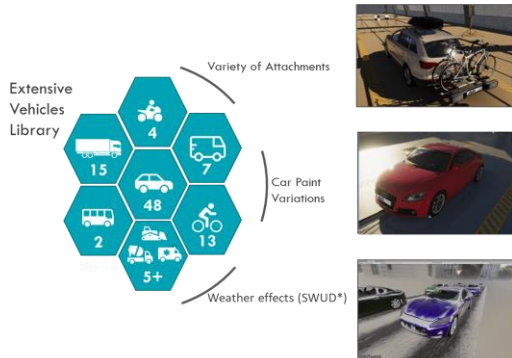 Variety of Attachments
Extensive
Vehicles
Library
4
15
7
48
Car Paint
Variations
2
13
5+
Weather effects (SWUD*)